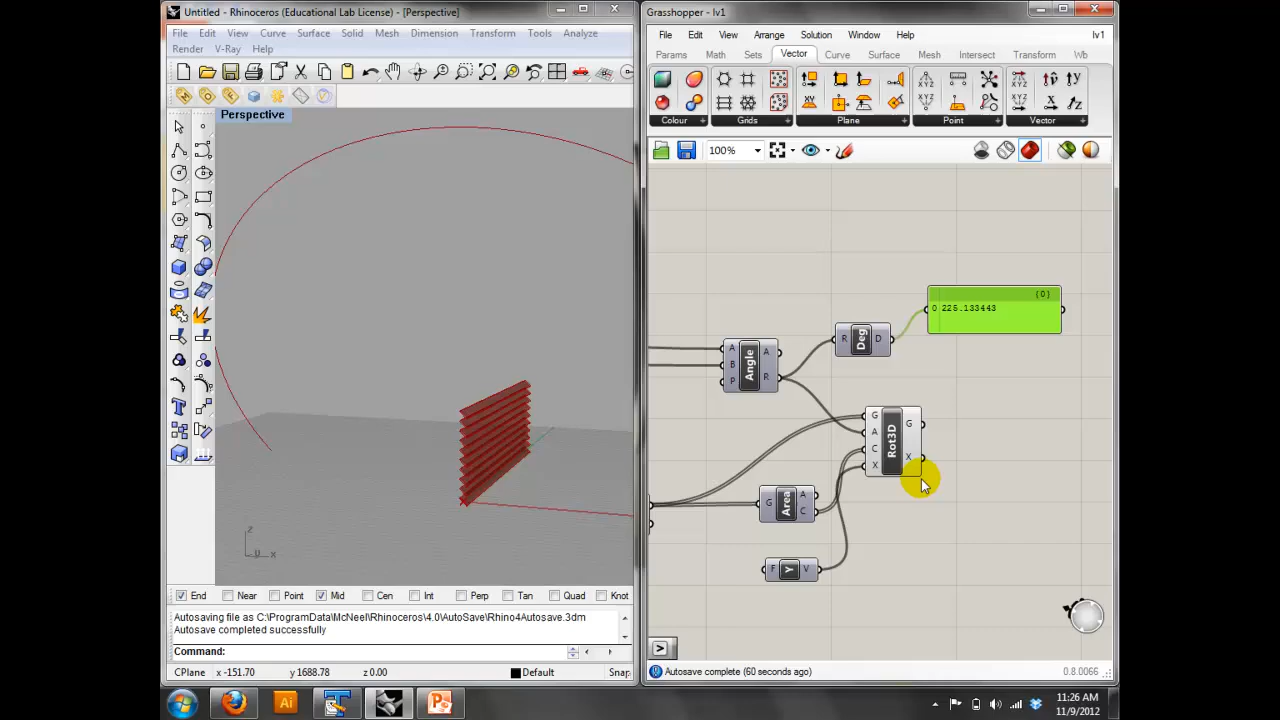 Untitled - Rhinoceros (Educational Lab License) - [Perspective]
File Edit View Curve Surface Solid Mesh Dimension Transform Tools Analyze
Render V-Ray Help
Perspective
z
y x
End Near Point Mid Cen Int Perp Tan Quad Knot
Autosaving file as C:\ProgramData\McNeel\Rhinoceros\4.0\AutoSave\Rhino4Autosave.3dm
Autosave completed successfully
Command:
CPlane x -151.70 y 1688.78 z 0.00 Default Snap
Grasshopper - lv1
File Edit View Arrange Solution Window Help lv1
Params Math Sets Vector Curve Surface Mesh Intersect Transform Wb
Colour Grids Plane Point Vector
100%
{0}
0 225.133443
A B P Angle A R
R Deg D
G A C X Rot3D G X
G Area A C
F Y V
Autosave complete (60 seconds ago) 0.8.0066
11:26 AM
11/9/2012